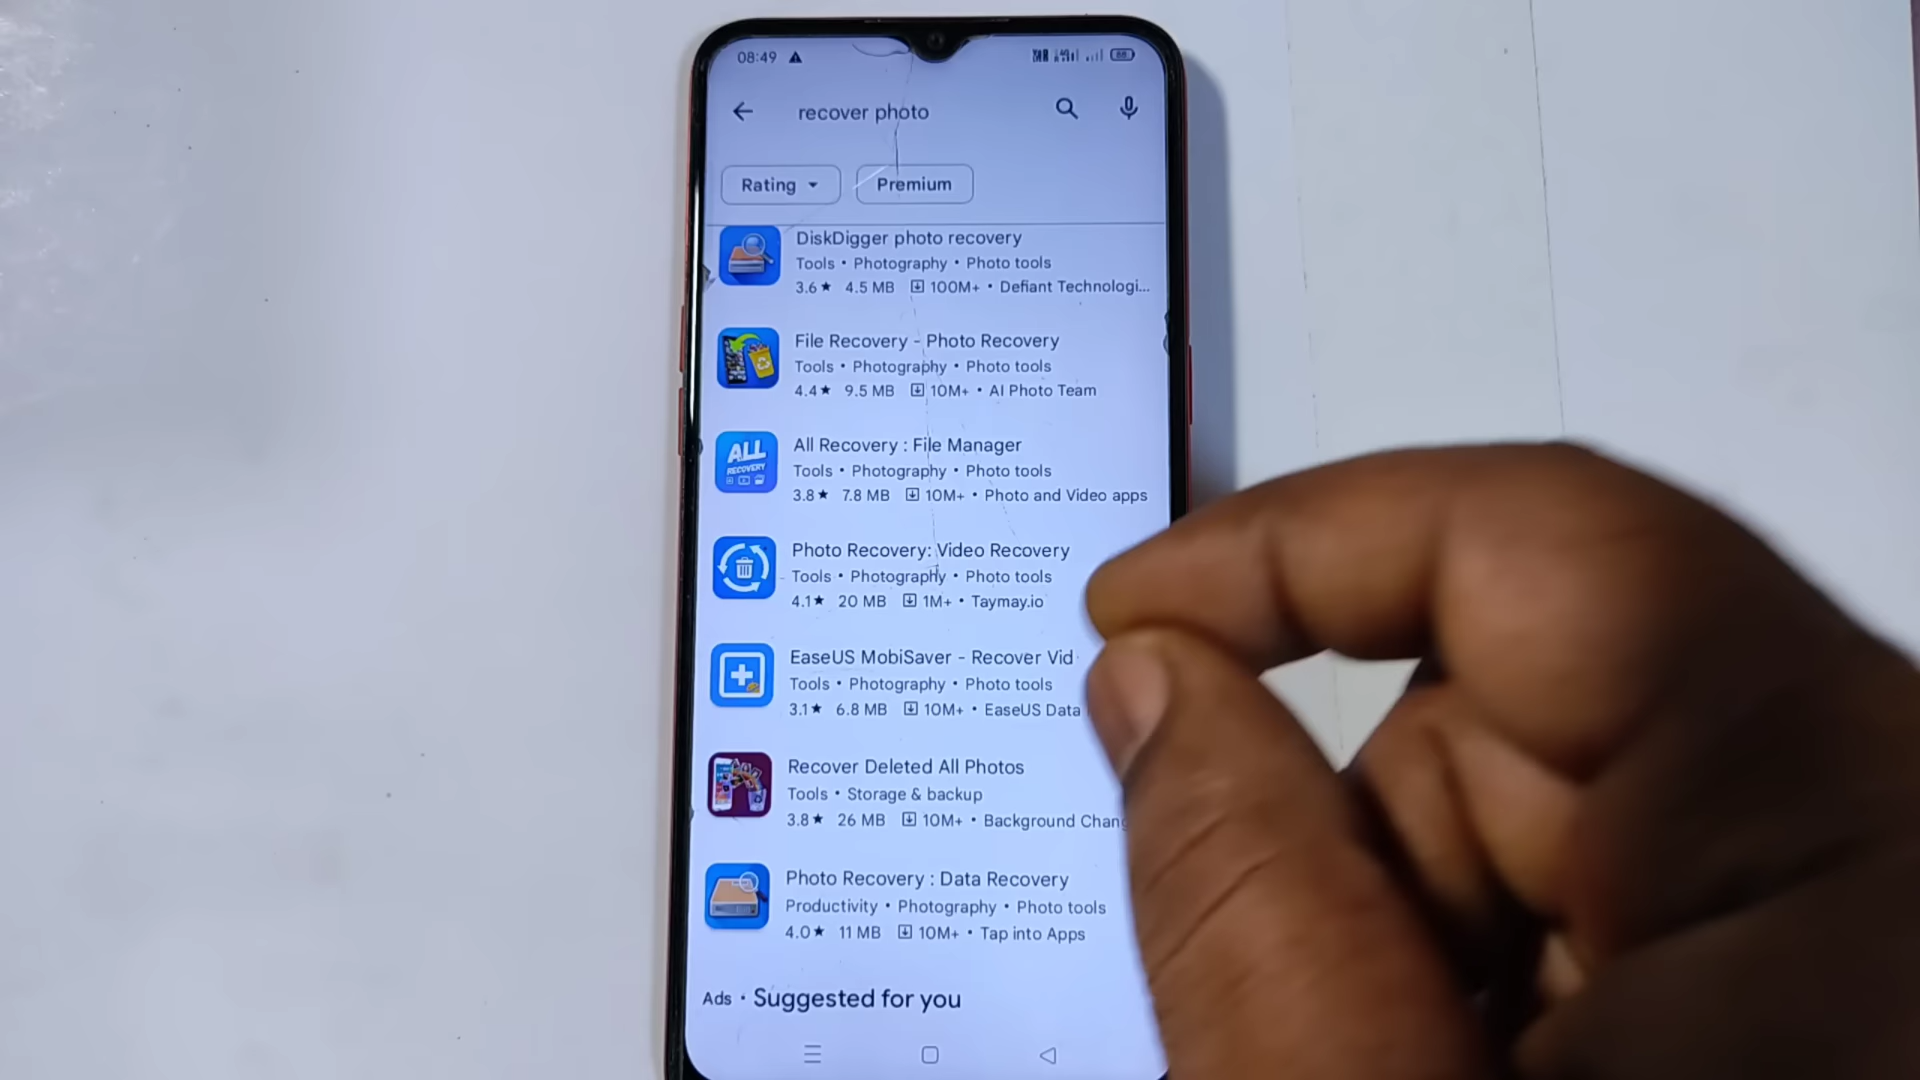 08:49
recover photo
Rating
Premium
DiskDigger photo recovery
Tools • Photography • Photo tools
3.6★ 4.5 MB 100M+ • Defiant Technologi...
File Recovery - Photo Recovery
Tools • Photography • Photo tools
4.4★ 9.5 MB 10M+ • AI Photo Team
ALL
RECOVERY
All Recovery : File Manager
Tools • Photography • Photo tools
3.8★ 7.8 MB 10M+ • Photo and Video apps
Photo Recovery: Video Recovery
Tools • Photography • Photo tools
4.1★ 20 MB 1M+ • Taymay.io
EaseUS MobiSaver - Recover Vid
Tools • Photography • Photo tools
3.1★ 6.8 MB 10M+ • EaseUS Data
Recover Deleted All Photos
Tools • Storage & backup
3.8★ 26 MB 10M+ • Background Chang
Photo Recovery : Data Recovery
Productivity • Photography • Photo tools
4.0★ 11 MB 10M+ • Tap into Apps
Ads • Suggested for you